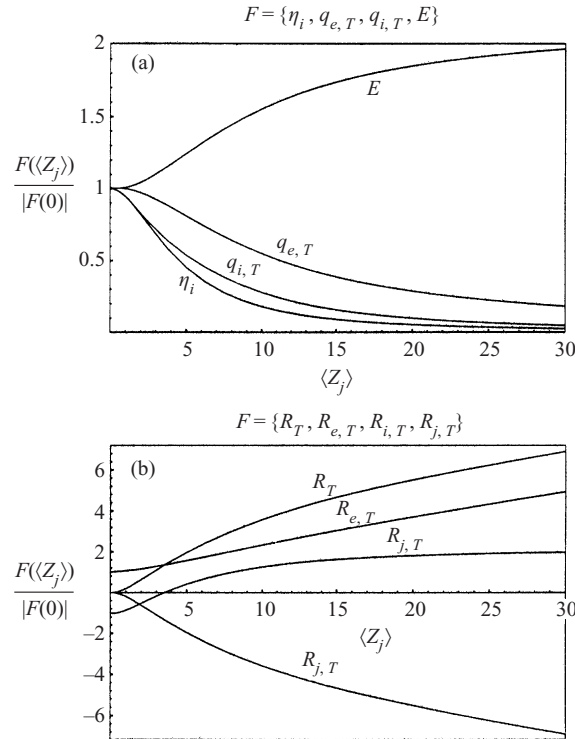 F = {η_i, q_{e, T}, q_{i, T}, E}
2
(a)
E
1.5
F(⟨Z_j⟩)
|F(0)|
1
q_{e, T}
0.5
q_{i, T}
η_i
5 10 15 20 25 30
⟨Z_j⟩
F = {R_T, R_{e, T}, R_{i, T}, R_{j, T}}
(b)
6
R_T
4
R_{e, T}
2
R_{j, T}
F(⟨Z_j⟩)
|F(0)|
0
5 10 15 20 25 30
⟨Z_j⟩
−2
R_{j, T}
−4
−6